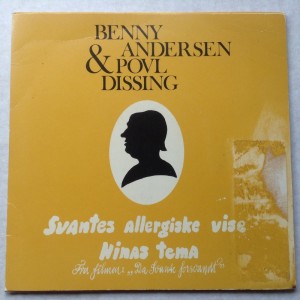 BENNY
ANDERSEN
& POVL
DISSING
Svantes allergiske vise
Ninas tema
Fra filmen: „Da Svante forsvandt"